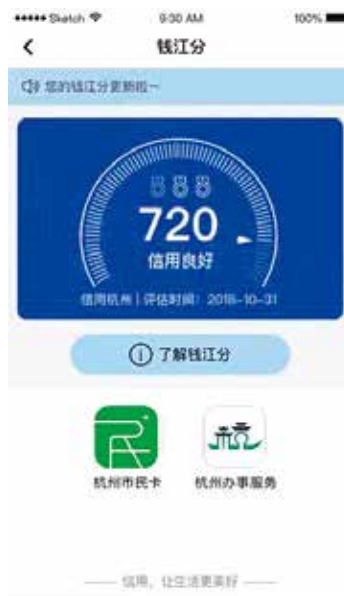 Sketch 9:30 AM 100%
钱江分
您的钱江分更新啦~
888
720
信用良好
信用杭州 | 评估时间：2018-10-31
了解钱江分
杭州市民卡 杭州办事服务
信用，让生活更美好